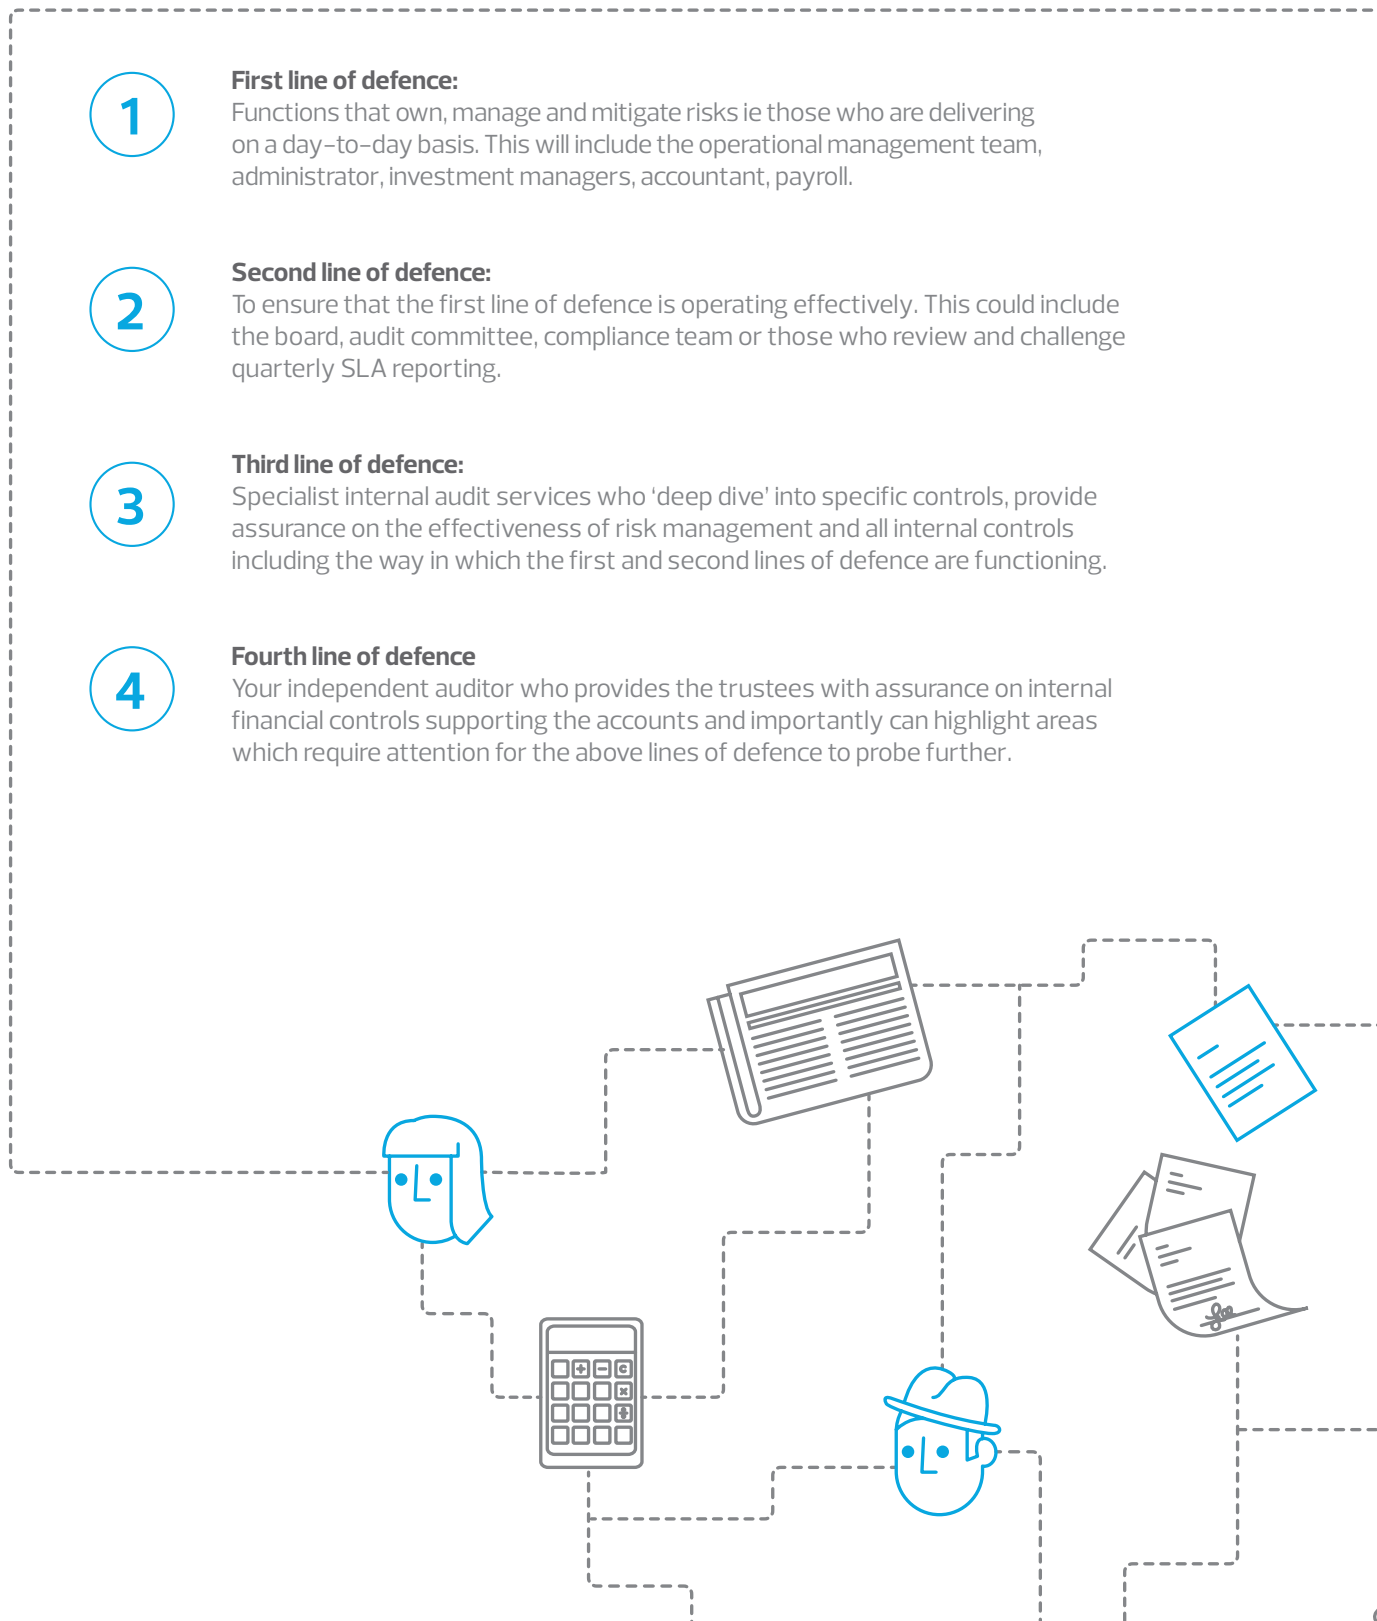 1
First line of defence:
Functions that own, manage and mitigate risks ie those who are delivering
on a day-to-day basis. This will include the operational management team,
administrator, investment managers, accountant, payroll.
2
Second line of defence:
To ensure that the first line of defence is operating effectively. This could include
the board, audit committee, compliance team or those who review and challenge
quarterly SLA reporting.
3
Third line of defence:
Specialist internal audit services who ‘deep dive’ into specific controls, provide
assurance on the effectiveness of risk management and all internal controls
including the way in which the first and second lines of defence are functioning.
4
Fourth line of defence
Your independent auditor who provides the trustees with assurance on internal
financial controls supporting the accounts and importantly can highlight areas
which require attention for the above lines of defence to probe further.
+ − C
×
÷